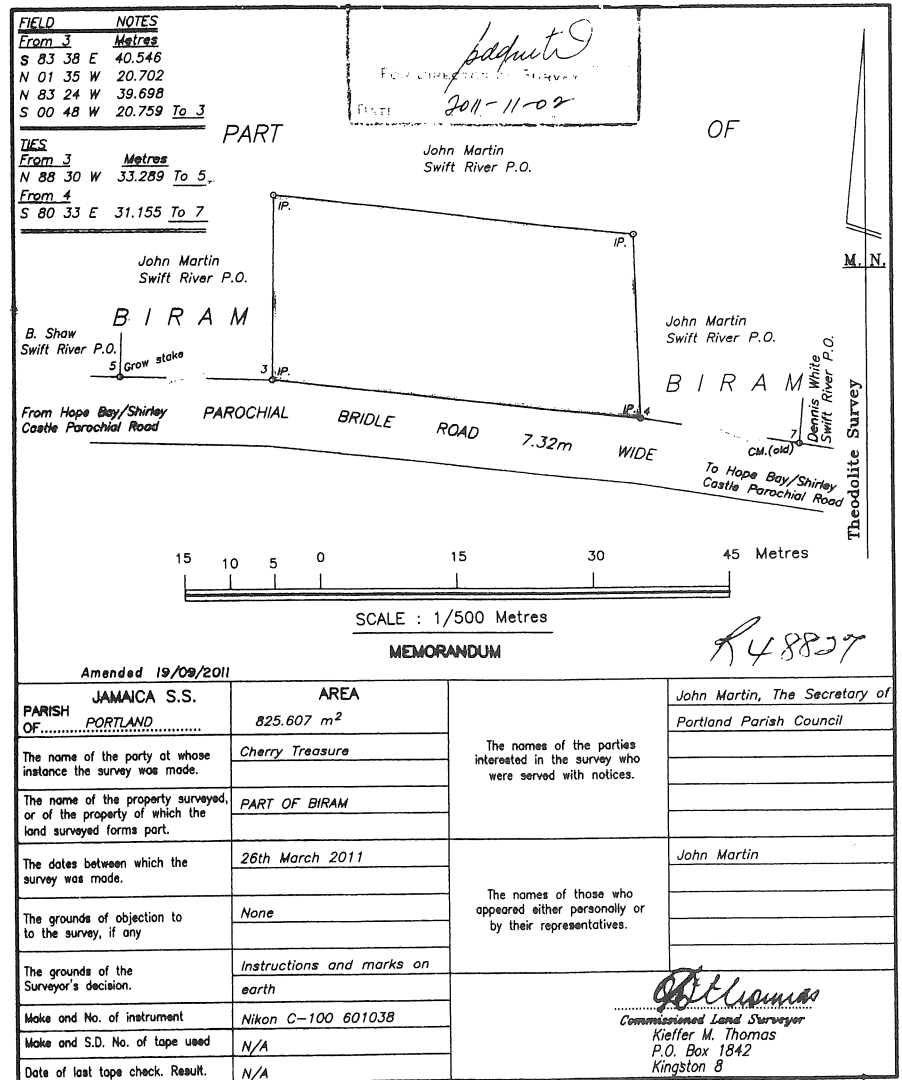 FIELD NOTES
From 3 Metres
S 83 38 E 40.546
N 01 35 W 20.702
N 83 24 W 39.698
S 00 48 W 20.759 To 3
TIES
From 3 Metres
N 88 30 W 33.289 To 5
From 4
S 80 33 E 31.155 To 7
FOR DIRECTOR OF SURVEY
DATE 2011-11-02
PART OF
John Martin
Swift River P.O.
IP.
IP.
M. N.
John Martin
Swift River P.O.
BIRAM
B. Shaw
Swift River P.O.
5 Grow stake
3 IP.
John Martin
Swift River P.O.
BIRAM
IP. 4
7
CM.(old)
Dennis White
Swift River P.O.
Theodolite Survey
From Hope Bay/Shirley
Castle Parochial Road
PAROCHIAL BRIDLE ROAD 7.32m WIDE
To Hope Bay/Shirley
Castle Parochial Road
15 10 5 0 15 30 45 Metres
SCALE : 1/500 Metres
MEMORANDUM
R48827
Amended 19/09/2011
JAMAICA S.S.
PARISH
OF PORTLAND
AREA
825.607 m²
The name of the party at whose
instance the survey was made.
Cherry Treasure
The name of the property surveyed,
or of the property of which the
land surveyed forms part.
PART OF BIRAM
The dates between which the
survey was made.
26th March 2011
The grounds of objection to
to the survey, if any
None
The grounds of the
Surveyor's decision.
Instructions and marks on
earth
Make and No. of instrument
Nikon C-100 601038
Make and S.D. No. of tape used
N/A
Date of last tape check. Result.
N/A
The names of the parties
interested in the survey who
were served with notices.
John Martin, The Secretary of
Portland Parish Council
The names of those who
appeared either personally or
by their representatives.
John Martin
Commissioned Land Surveyor
Kieffer M. Thomas
P.O. Box 1842
Kingston 8